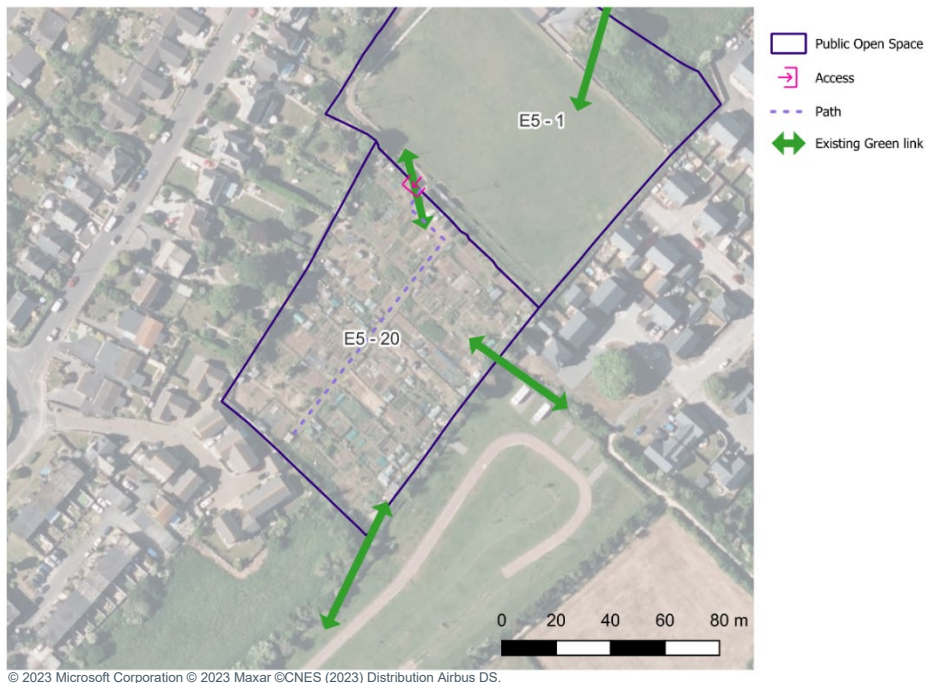 Public Open Space
Access
Path
Existing Green link
E5 - 1
E5 - 20
0 20 40 60 80 m
© 2023 Microsoft Corporation © 2023 Maxar ©CNES (2023) Distribution Airbus DS.